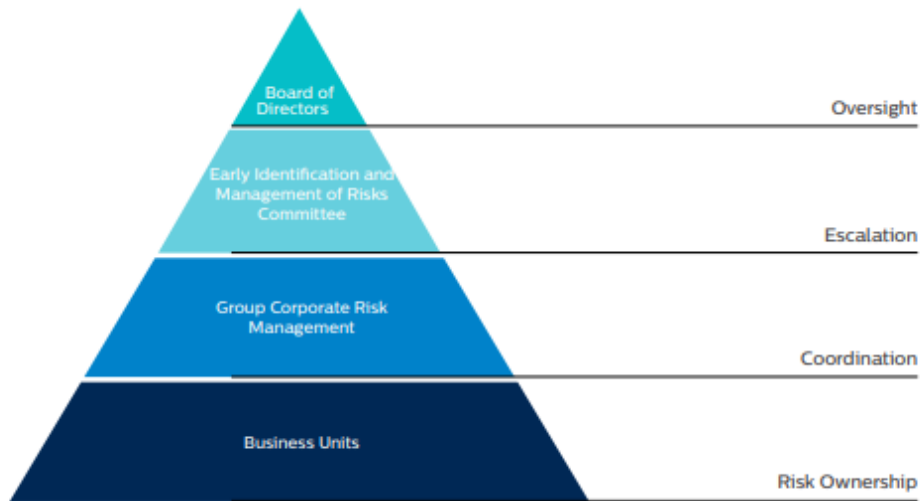 Board of
Directors
Oversight
Early Identification and
Management of Risks
Committee
Escalation
Group Corporate Risk
Management
Coordination
Business Units
Risk Ownership